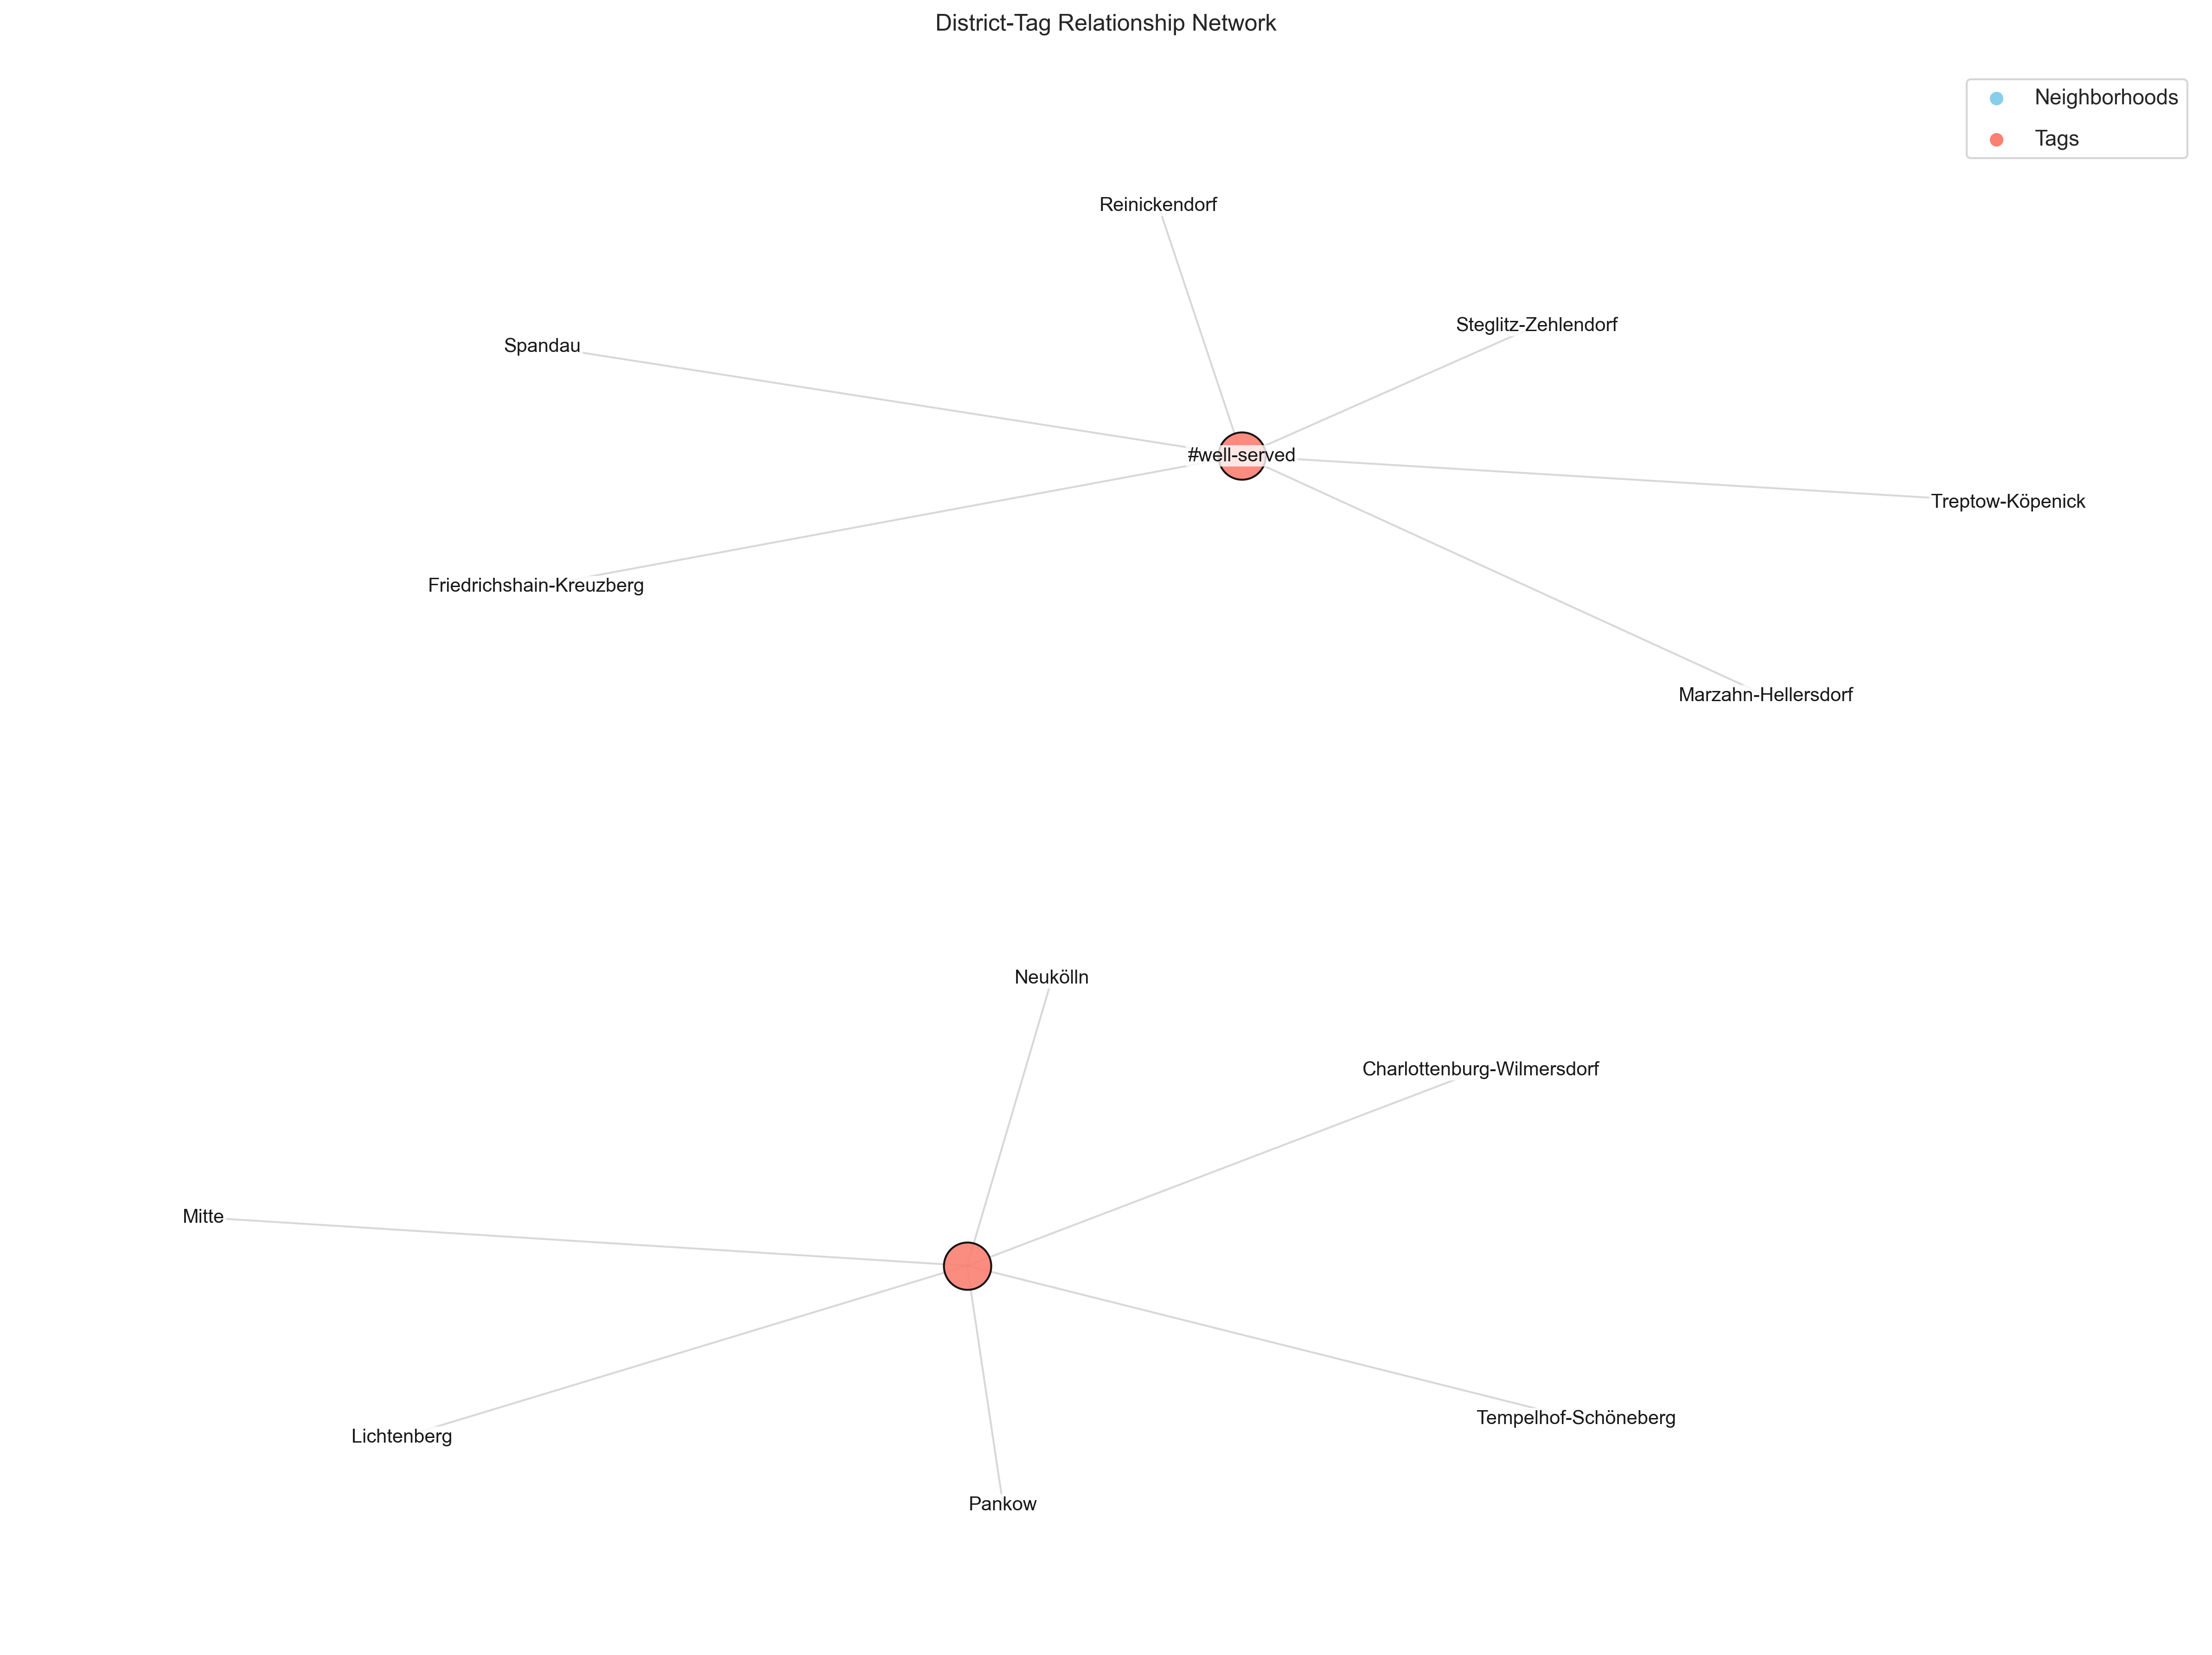 District-Tag Relationship Network
Neighborhoods
Tags
Reinickendorf
Steglitz-Zehlendorf
Spandau
#well-served
Treptow-Köpenick
Friedrichshain-Kreuzberg
Marzahn-Hellersdorf
Neukölln
Charlottenburg-Wilmersdorf
Mitte
Tempelhof-Schöneberg
Lichtenberg
Pankow